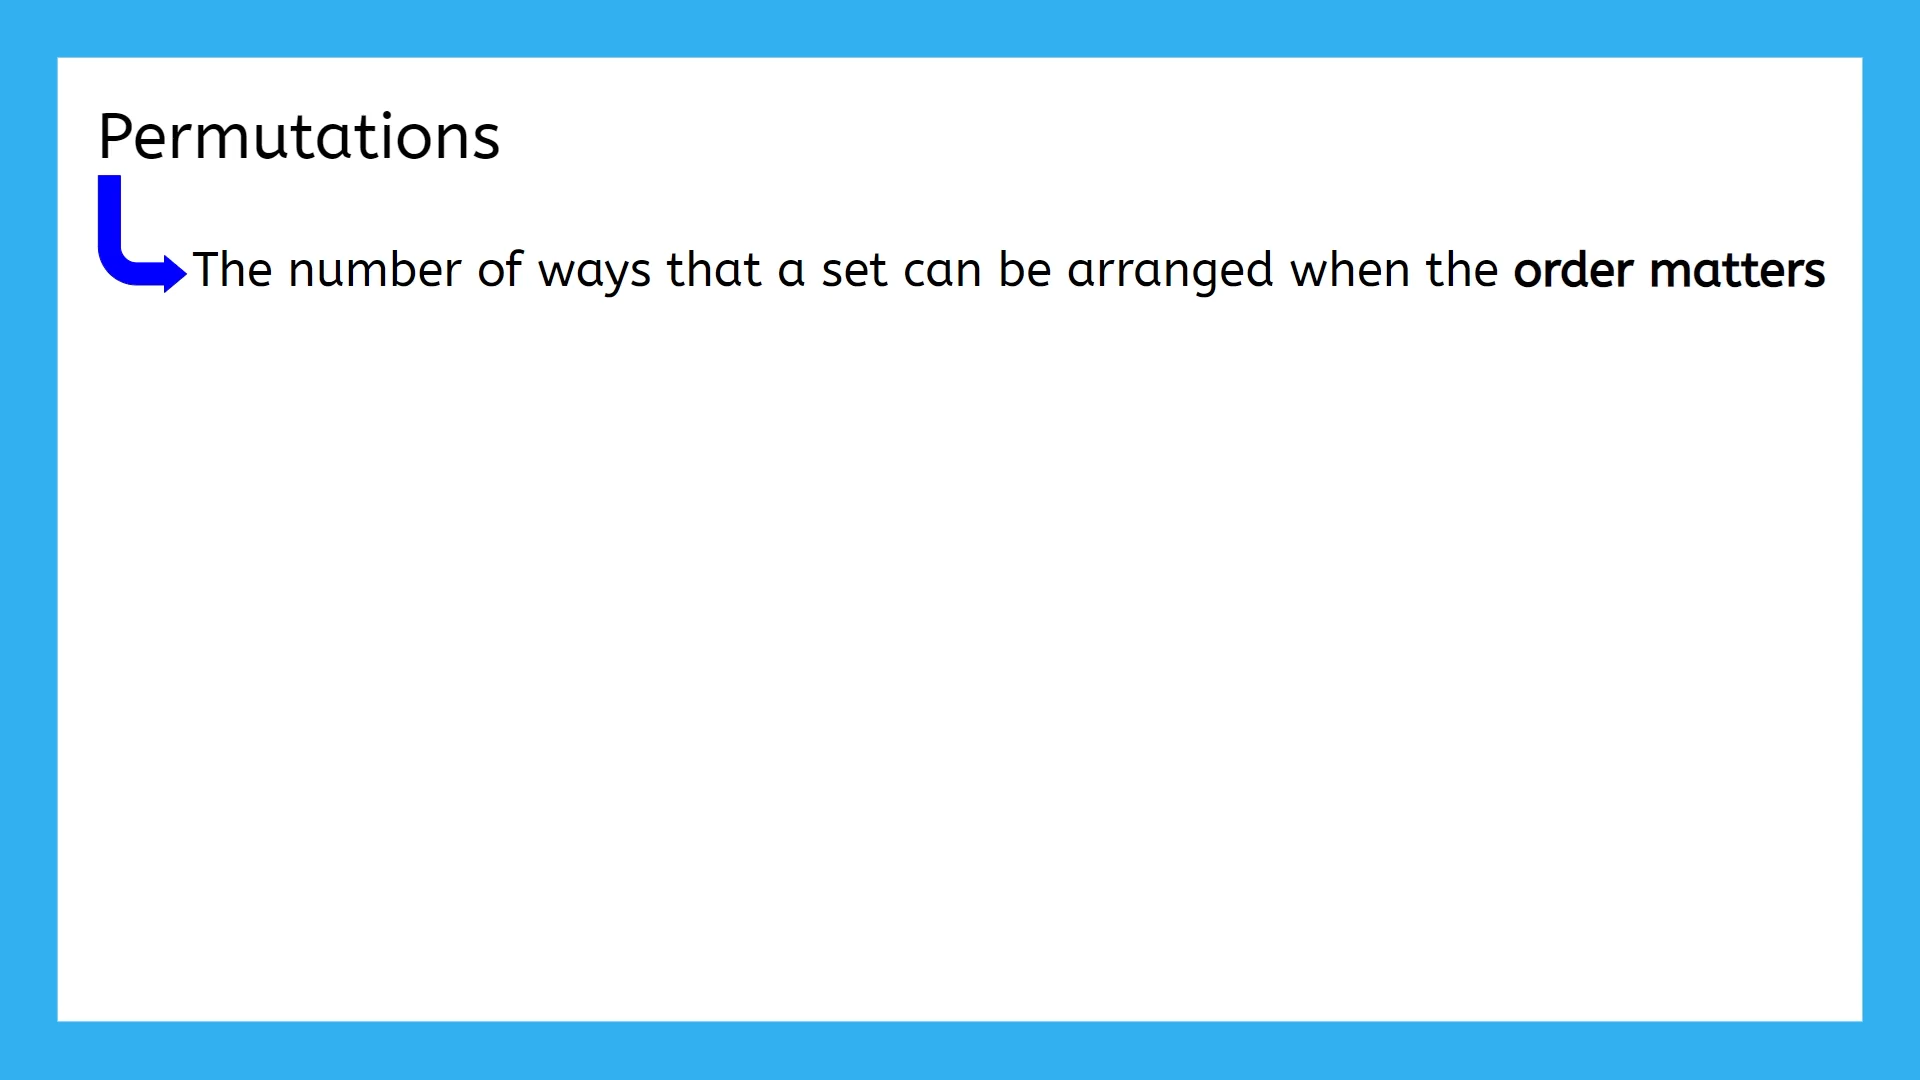 Permutations
The number of ways that a set can be arranged when the order matters